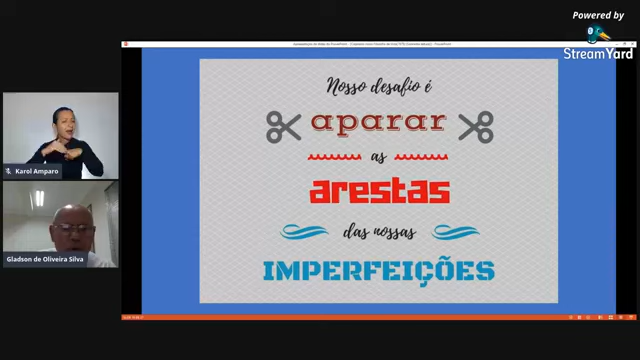 Powered by
StreamYard
Nosso desafio é
aparar
as
arestas
das nossas
IMPERFEIÇÕES
Karol Amparo
Gladson de Oliveira Silva